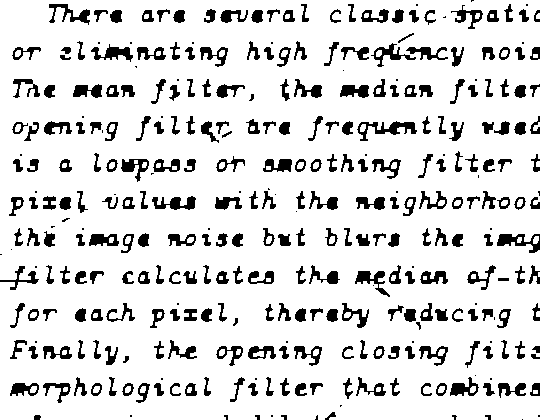 There are several classic spatic
or eliminating high frequency nois
The mean filter, the median filter
opening filter are frequently used
is a lowpass or smoothing filter t
pixel values with the neighborhood
the image noise but blurs the imag
filter calculates the median of-th
for each pixel, thereby reducing t
Finally, the opening closing filte
morphological filter that combines